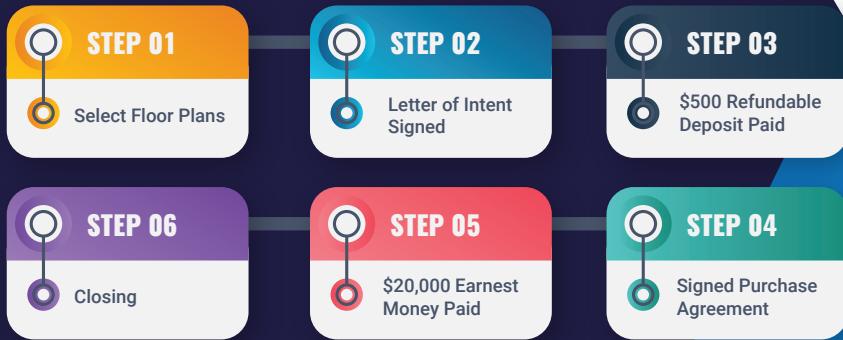 STEP 01
Select Floor Plans
STEP 02
Letter of Intent
Signed
STEP 03
$500 Refundable
Deposit Paid
STEP 06
Closing
STEP 05
$20,000 Earnest
Money Paid
STEP 04
Signed Purchase
Agreement